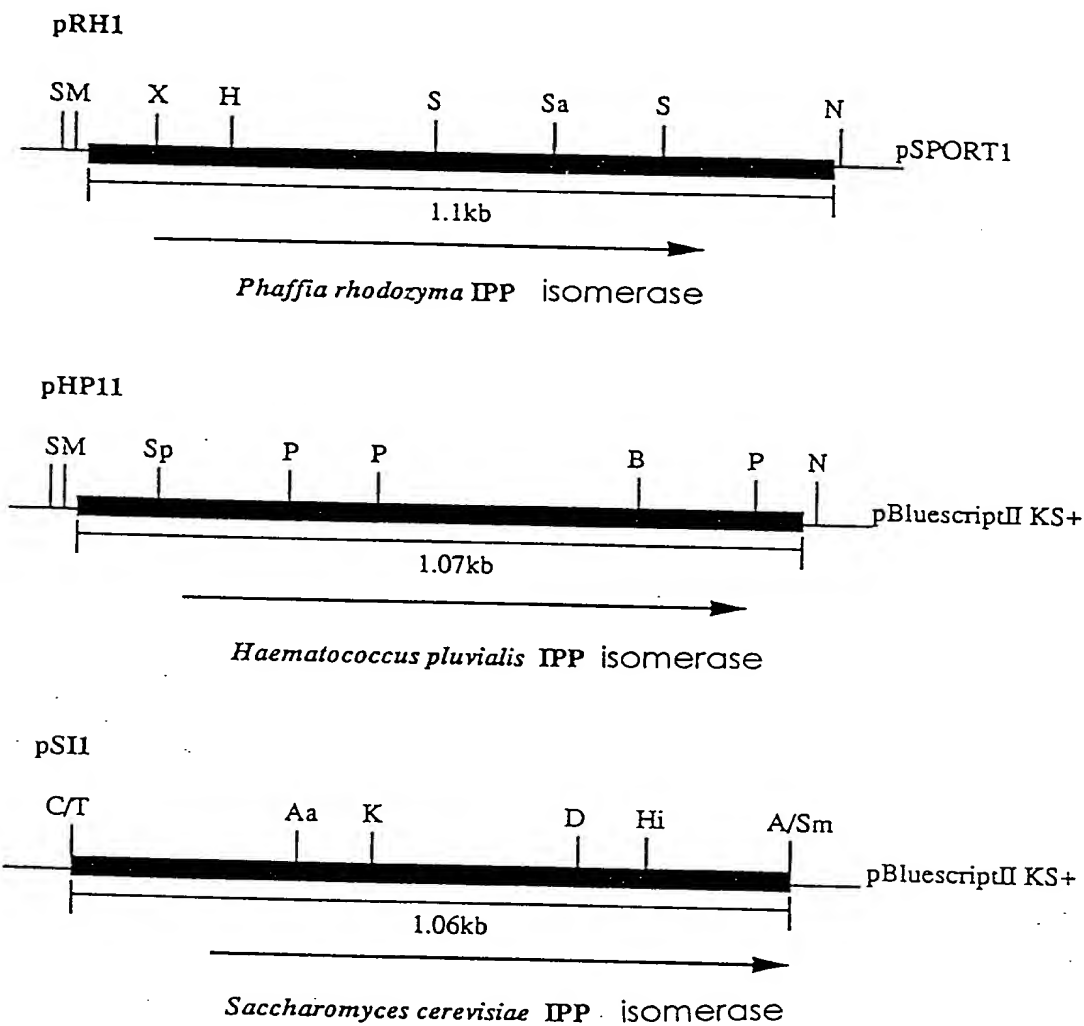 pRH1
SM X H S Sa S N
pSPORT1
1.1kb
Phaffia rhodozyma IPP isomerase
pHP11
SM Sp P P B P N
pBluescriptII KS+
1.07kb
Haematococcus pluvialis IPP isomerase
pSI1
C/T Aa K D Hi A/Sm
pBluescriptII KS+
1.06kb
Saccharomyces cerevisiae IPP isomerase